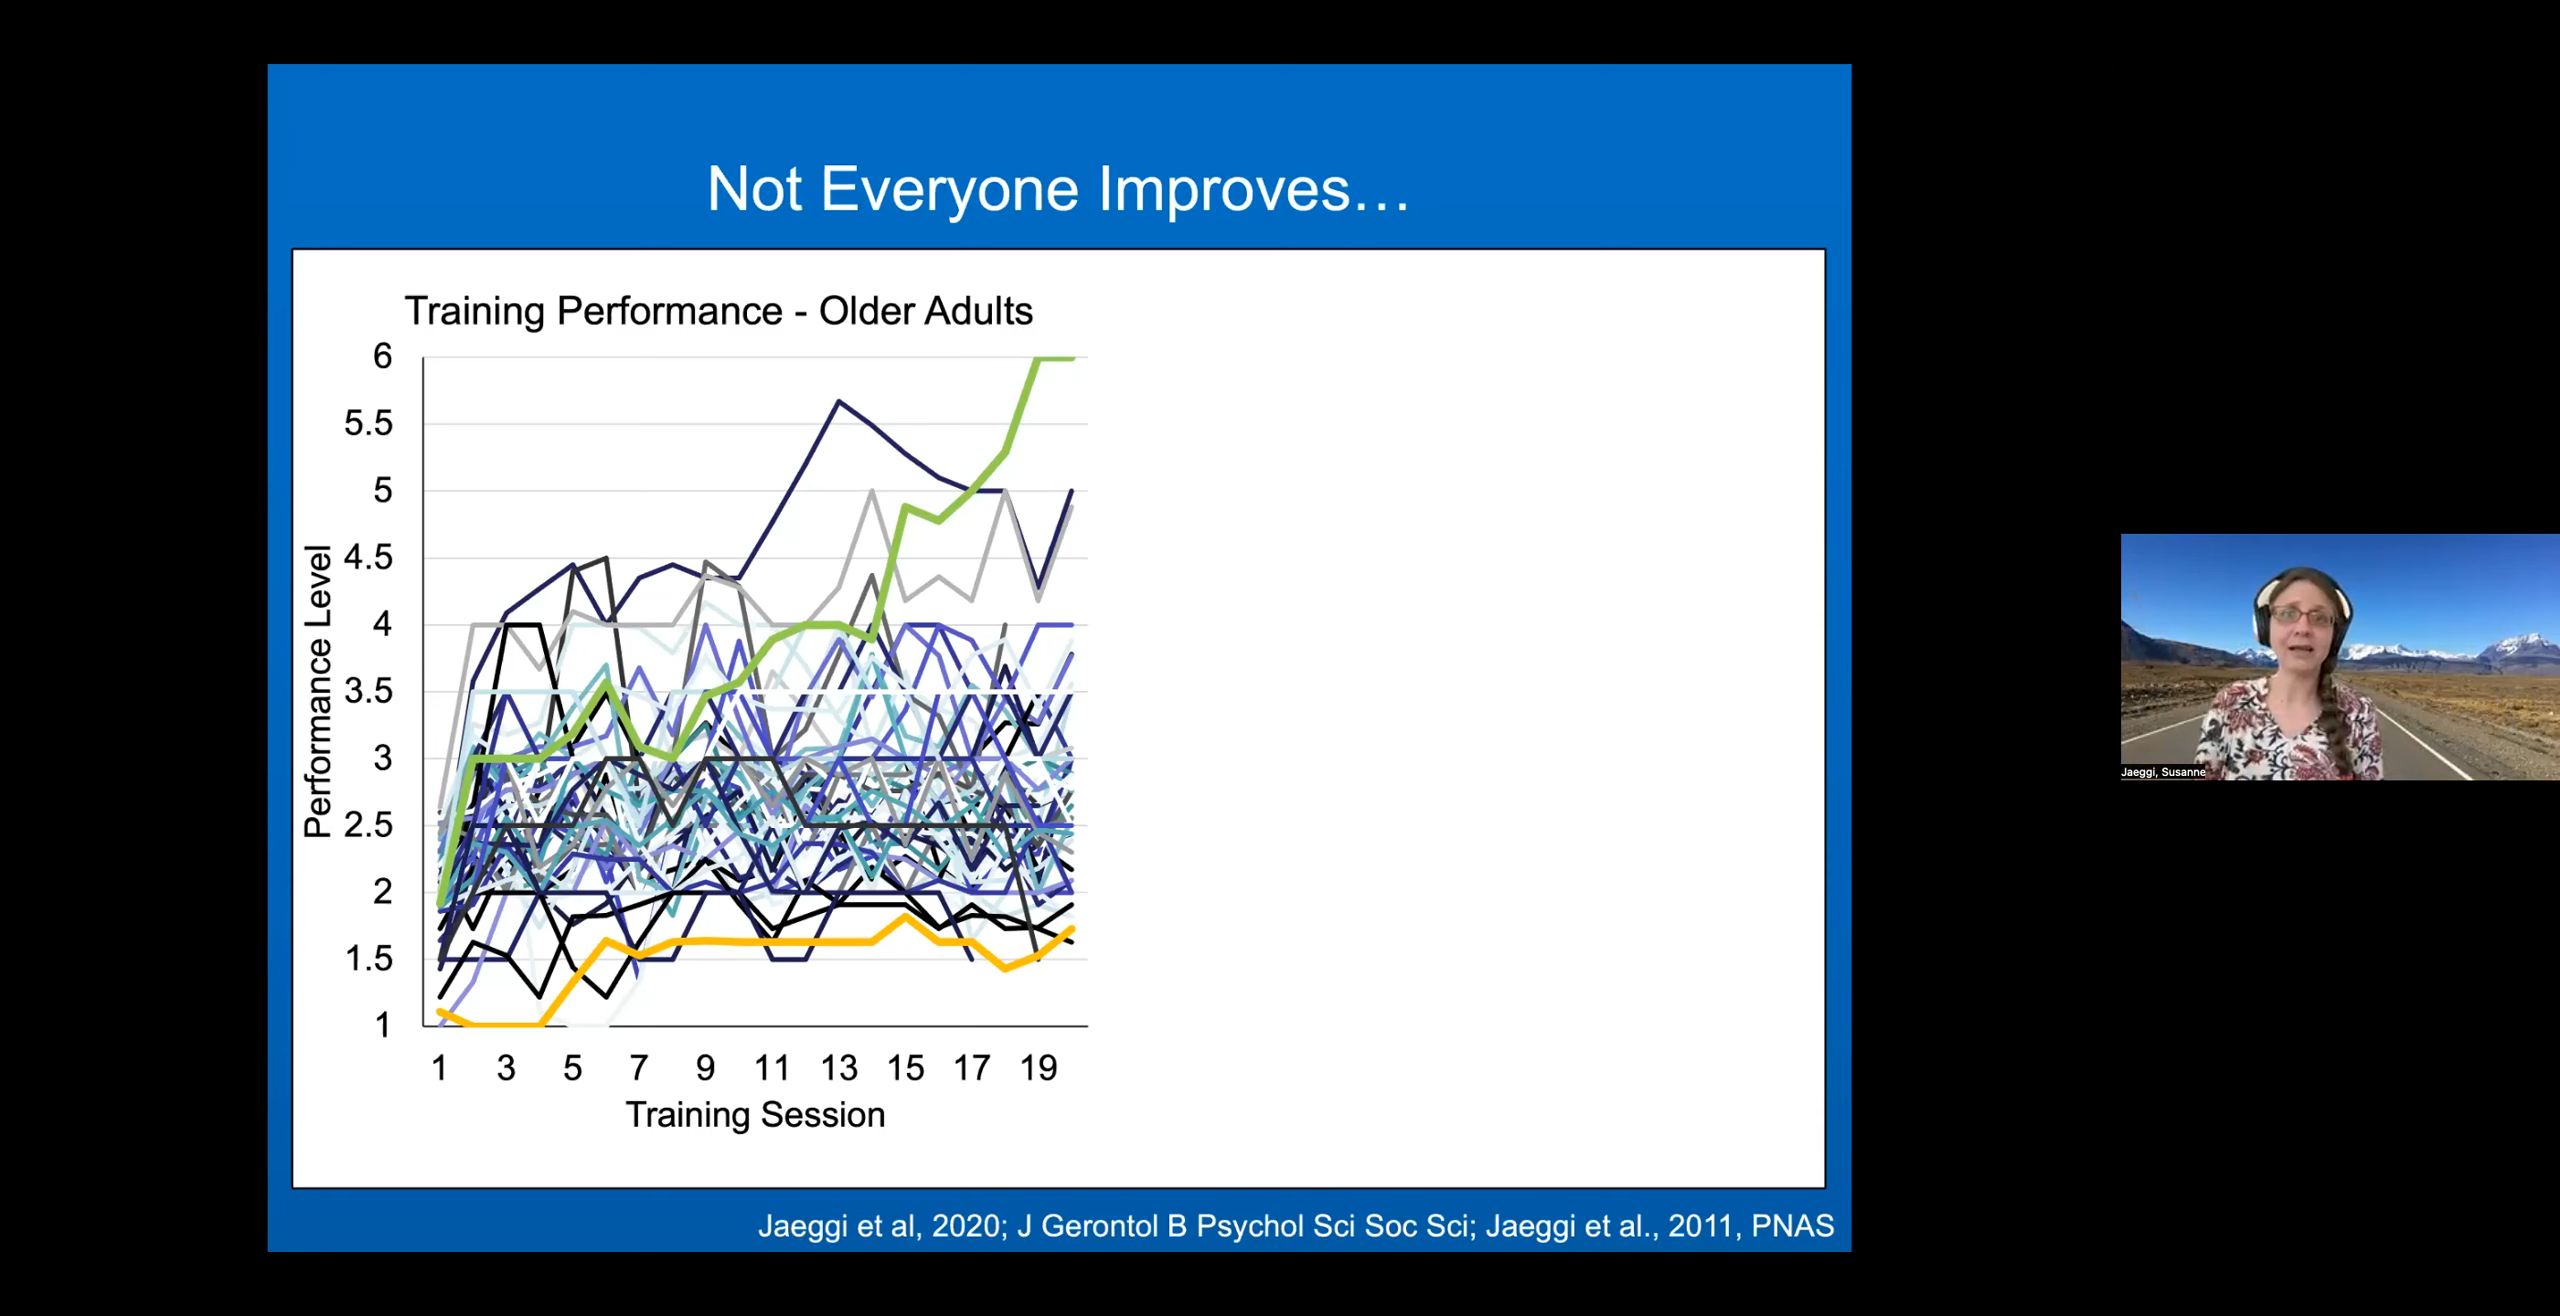 Not Everyone Improves…
Training Performance - Older Adults
Performance Level
6
5.5
5
4.5
4
3.5
3
2.5
2
1.5
1
1 3 5 7 9 11 13 15 17 19
Training Session
Jaeggi, Susanne
Jaeggi et al, 2020; J Gerontol B Psychol Sci Soc Sci; Jaeggi et al., 2011, PNAS